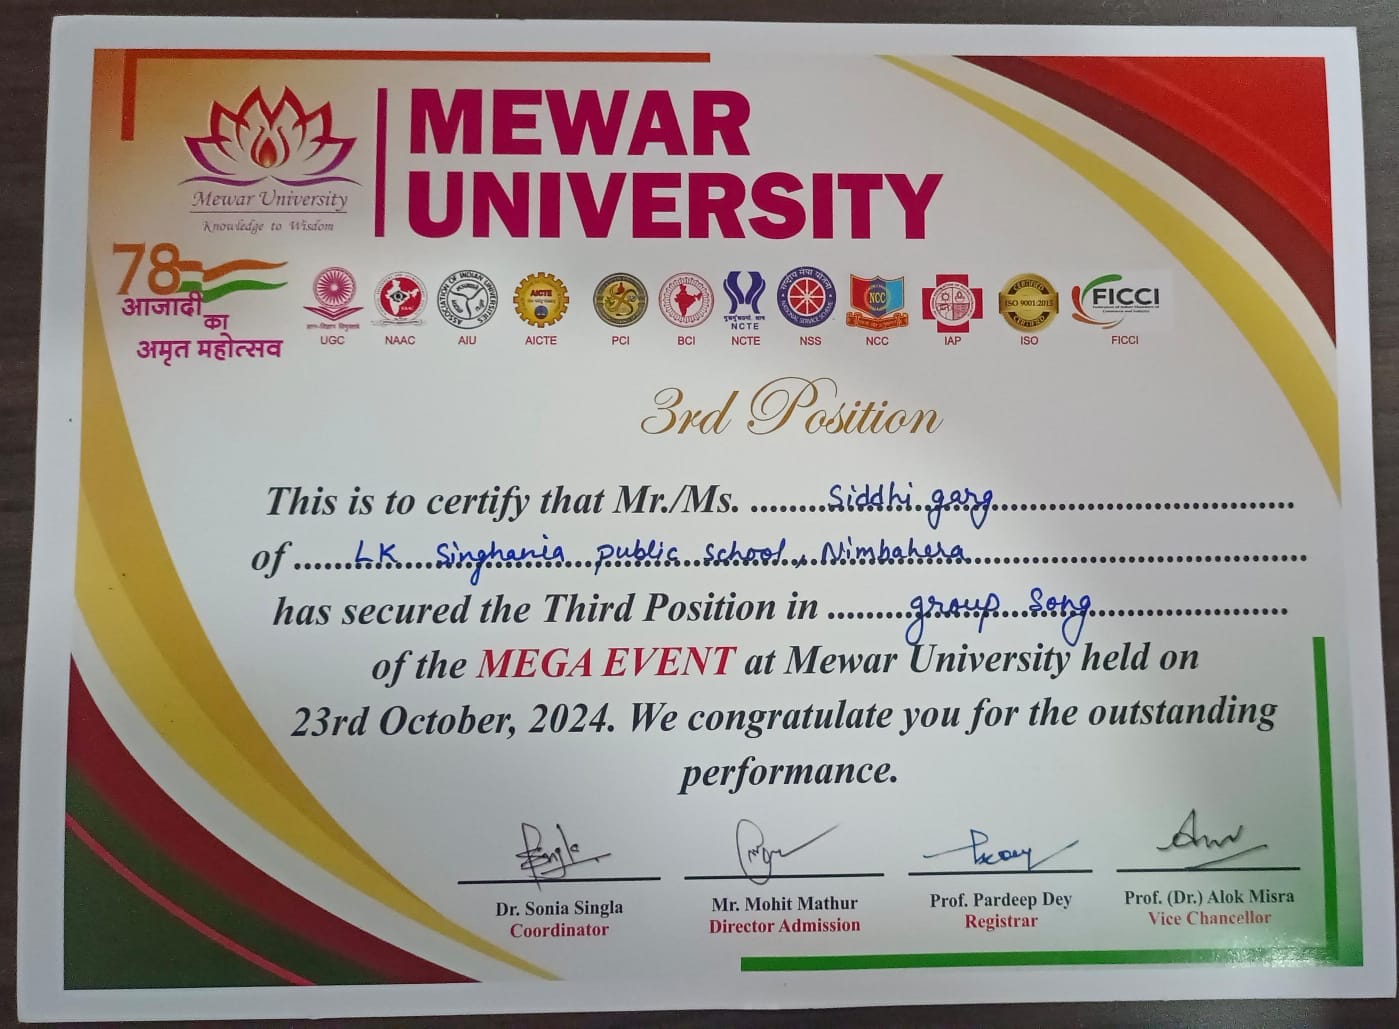 MEWAR
UNIVERSITY
Mewar University
Knowledge to Wisdom
78
आजादी
का
अमृत महोत्सव
UGC NAAC AIU AICTE PCI BCI NCTE NSS NCC IAP ISO FICCI
3rd Position
This is to certify that Mr./Ms. Siddhi garg
of LK Singhania public school, Nimbahera
has secured the Third Position in group Song
of the MEGA EVENT at Mewar University held on
23rd October, 2024. We congratulate you for the outstanding
performance.
Dr. Sonia Singla Mr. Mohit Mathur Prof. Pardeep Dey Prof. (Dr.) Alok Misra
Coordinator Director Admission Registrar Vice Chancellor